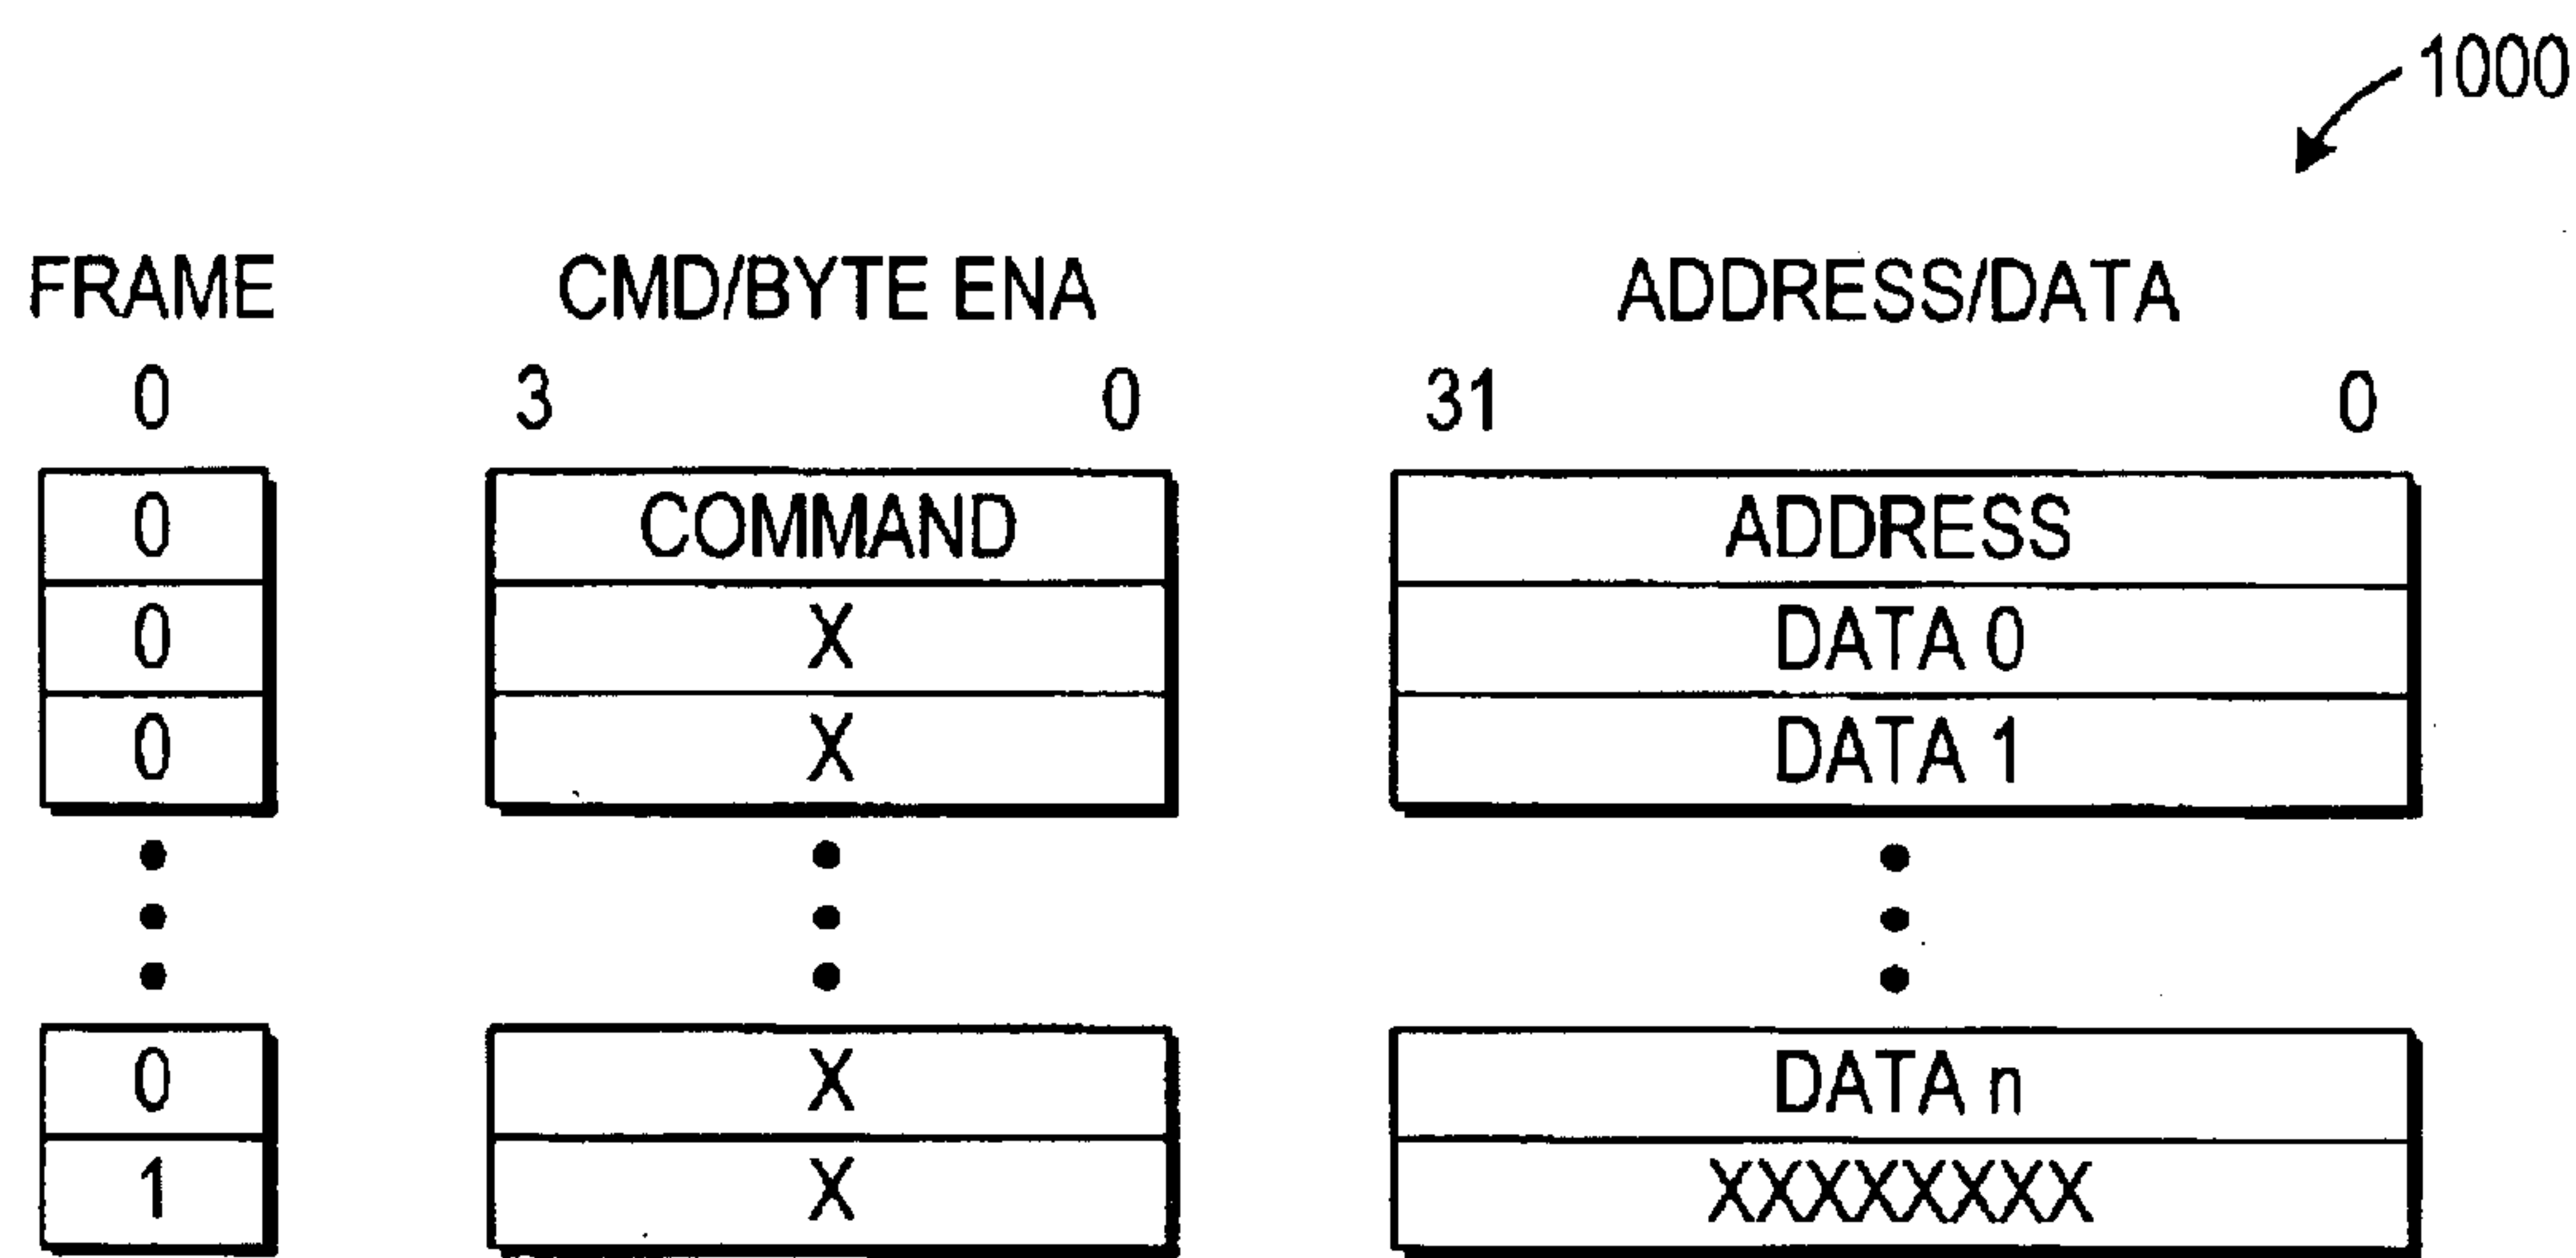 1000
FRAME CMD/BYTE ENA ADDRESS/DATA
0 3 0 31 0
0 COMMAND ADDRESS
0 X DATA 0
0 X DATA 1
0 X DATA n
1 X XXXXXXXX